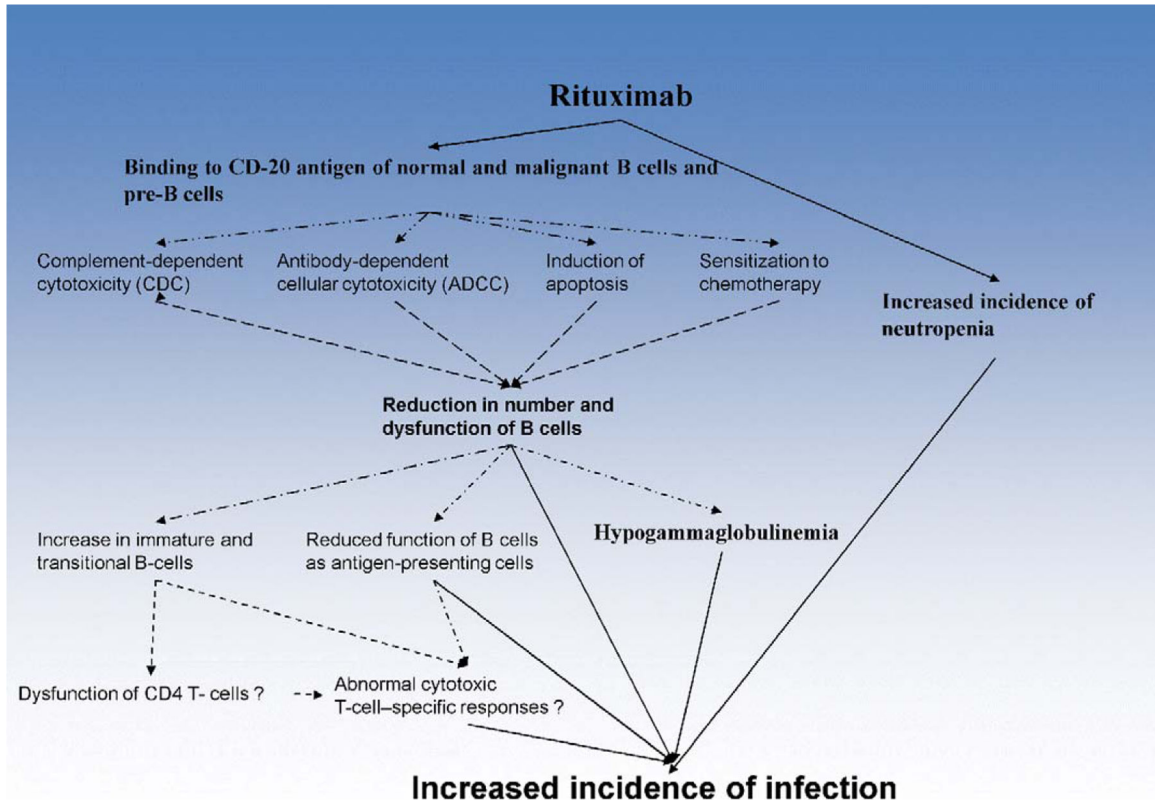 Rituximab
Binding to CD-20 antigen of normal and malignant B cells and
pre-B cells
Complement-dependent
cytotoxicity (CDC)
Antibody-dependent
cellular cytotoxicity (ADCC)
Induction of
apoptosis
Sensitization to
chemotherapy
Increased incidence of
neutropenia
Reduction in number and
dysfunction of B cells
Increase in immature and
transitional B-cells
Reduced function of B cells
as antigen-presenting cells
Hypogammaglobulinemia
Dysfunction of CD4 T- cells ?
Abnormal cytotoxic
T-cell–specific responses ?
Increased incidence of infection